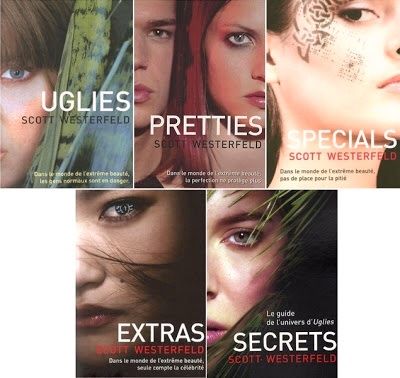 UGLIES
SCOTT WESTERFELD
Dans le monde de l'extrême beauté,
les gens normaux sont en danger.
PRETTIES
SCOTT WESTERFELD
Dans le monde de l'extrême beauté,
la perfection ne protège plus
SPECIALS
SCOTT WESTERFELD
Dans le monde de l'extrême beauté,
pas de place pour la pitié
EXTRAS
SCOTT WESTERFELD
Dans le monde de l'extrême beauté,
seule compte la célébrité
Le guide
de l'univers d'Uglies
SECRETS
SCOTT WESTERFELD